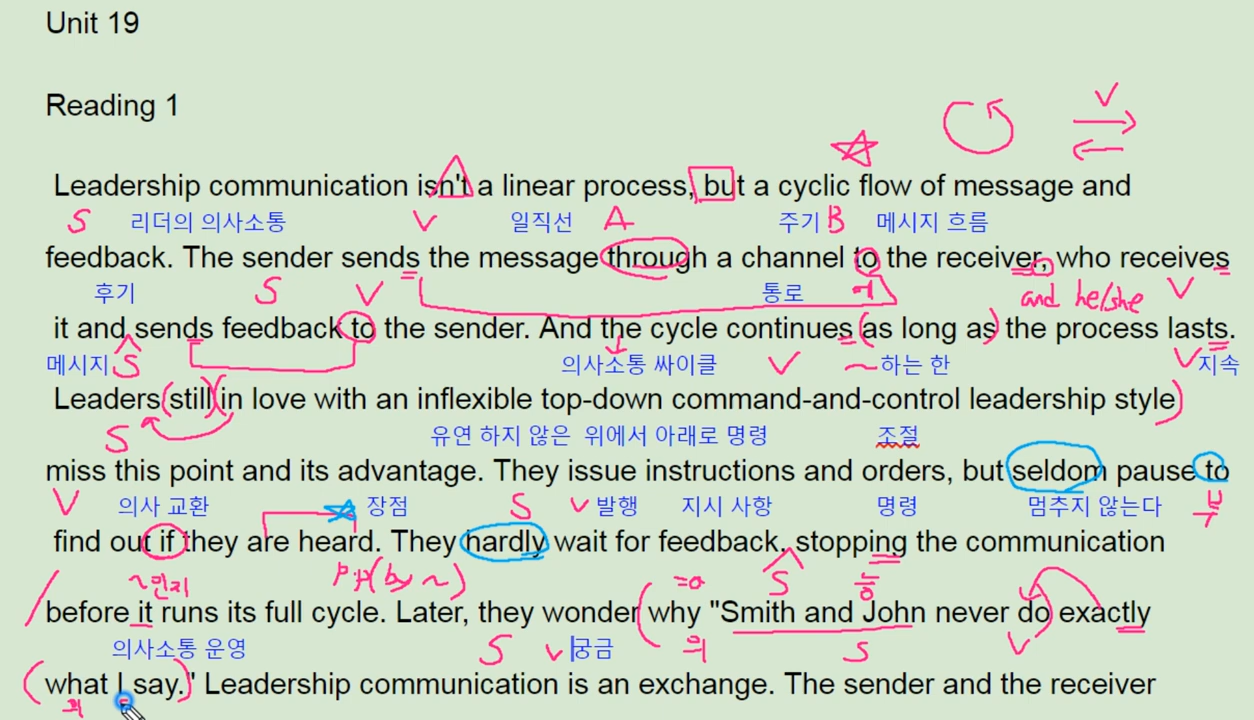 Unit 19
Reading 1
V
Leadership communication isn't a linear process, but a cyclic flow of message and
S 리더의 의사소통 V 일직선 A 주기 B 메시지 흐름
feedback. The sender sends the message through a channel to the receiver, who receives
후기 S V 통로 에 and he/she V
it and sends feedback to the sender. And the cycle continues as long as the process lasts.
메시지 S 의사소통 싸이클 V ~하는 한 V 지속
Leaders still in love with an inflexible top-down command-and-control leadership style
S 유연 하지 않은 위에서 아래로 명령 조절
miss this point and its advantage. They issue instructions and orders, but seldom pause to
V 의사 교환 장점 S V 발행 지시 사항 명령 멈추지 않는다 부
find out if they are heard. They hardly wait for feedback, stopping the communication
~인지 p.p(by ~) S 능
before it runs its full cycle. Later, they wonder why "Smith and John never do exactly
의사소통 운영 S V 궁금 의 S V
what I say." Leadership communication is an exchange. The sender and the receiver
의